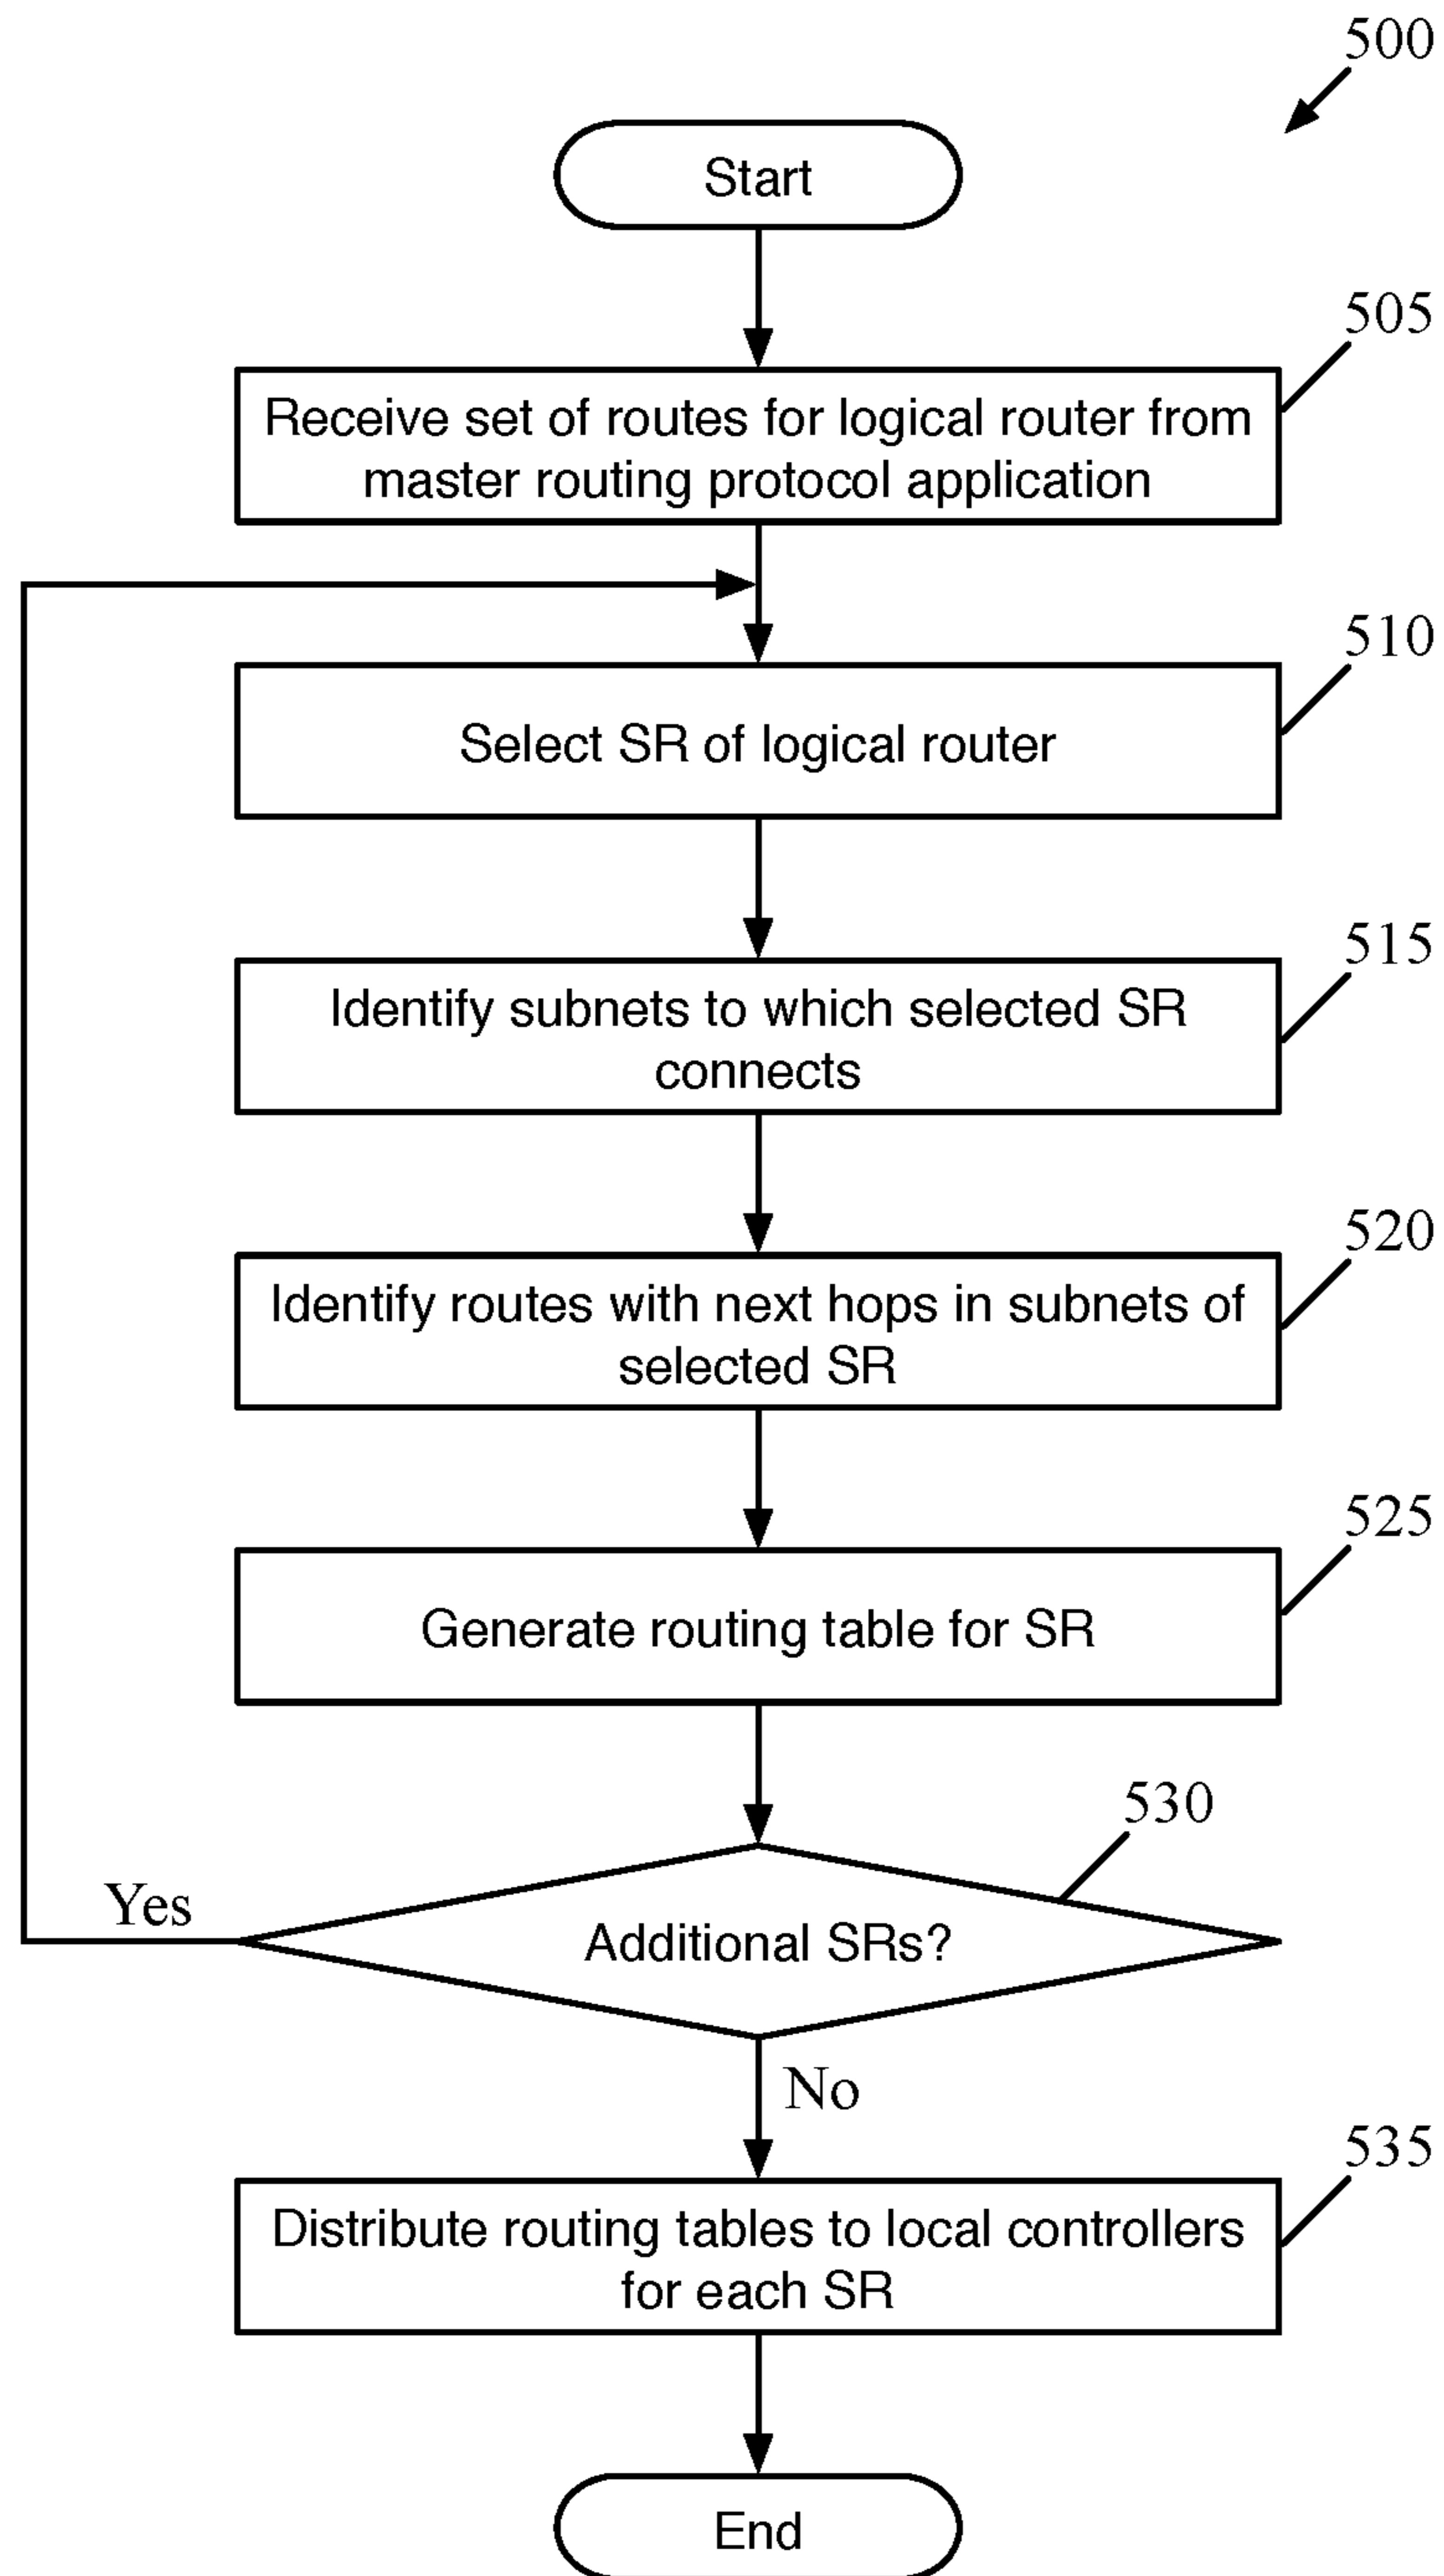 500
Start
505
Receive set of routes for logical router from
master routing protocol application
510
Select SR of logical router
515
Identify subnets to which selected SR
connects
520
Identify routes with next hops in subnets of
selected SR
525
Generate routing table for SR
530
Yes
Additional SRs?
No
535
Distribute routing tables to local controllers
for each SR
End